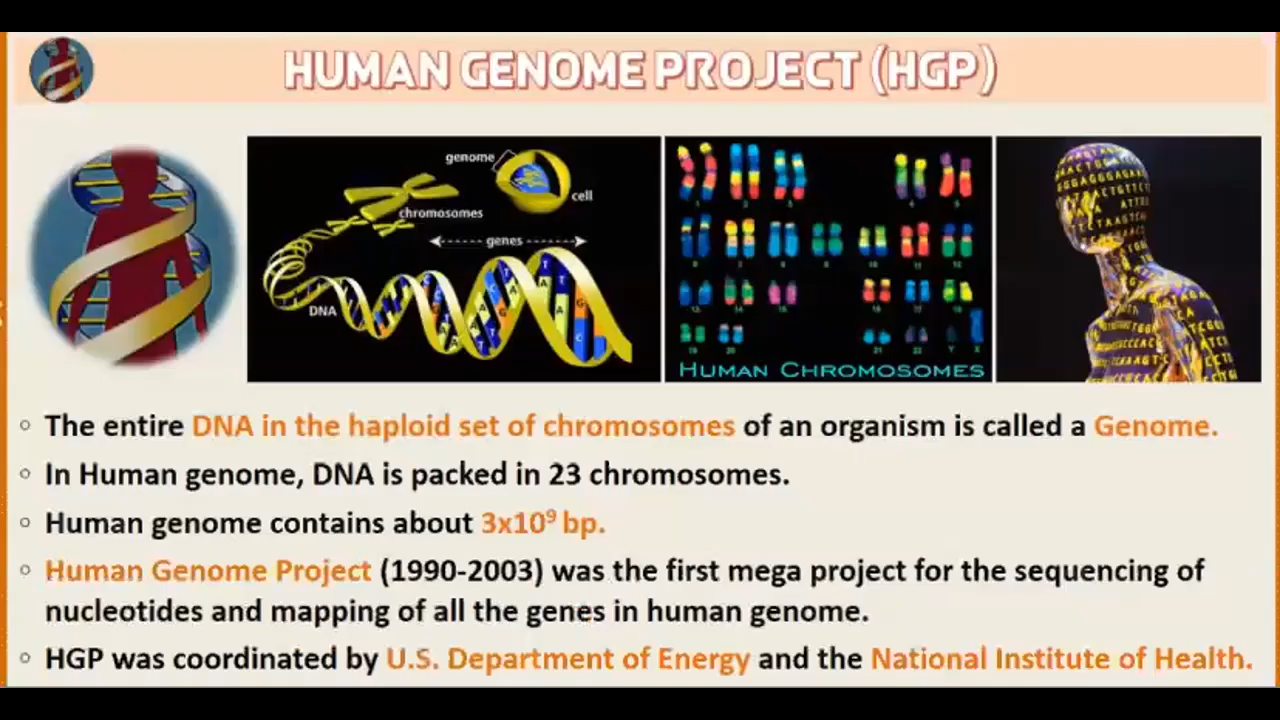 HUMAN GENOME PROJECT (HGP)
genome
cell
chromosomes
genes
DNA
HUMAN CHROMOSOMES
○ The entire DNA in the haploid set of chromosomes of an organism is called a Genome.
○ In Human genome, DNA is packed in 23 chromosomes.
○ Human genome contains about 3x10⁹ bp.
○ Human Genome Project (1990-2003) was the first mega project for the sequencing of
nucleotides and mapping of all the genes in human genome.
○ HGP was coordinated by U.S. Department of Energy and the National Institute of Health.